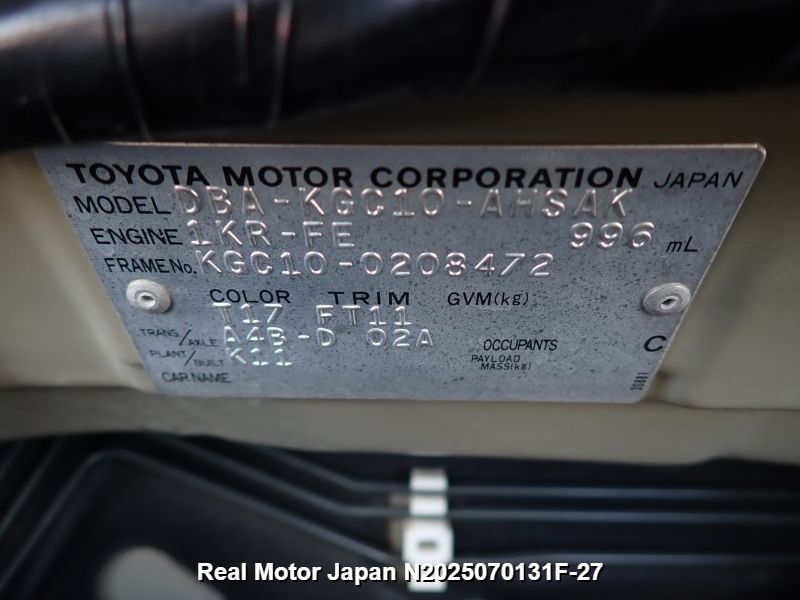 TOYOTA MOTOR CORPORATION JAPAN
MODEL DBA-KGC10-AHSAK
ENGINE 1KR-FE 996 mL
FRAME No. KGC10-0208472
COLOR TRIM GVM(kg)
T17 FT11
TRANS/AXLE A4B-D 02A OCCUPANTS C
PLANT/BUILT K11 PAYLOAD MASS(kg)
CAR NAME
Real Motor Japan N2025070131F-27